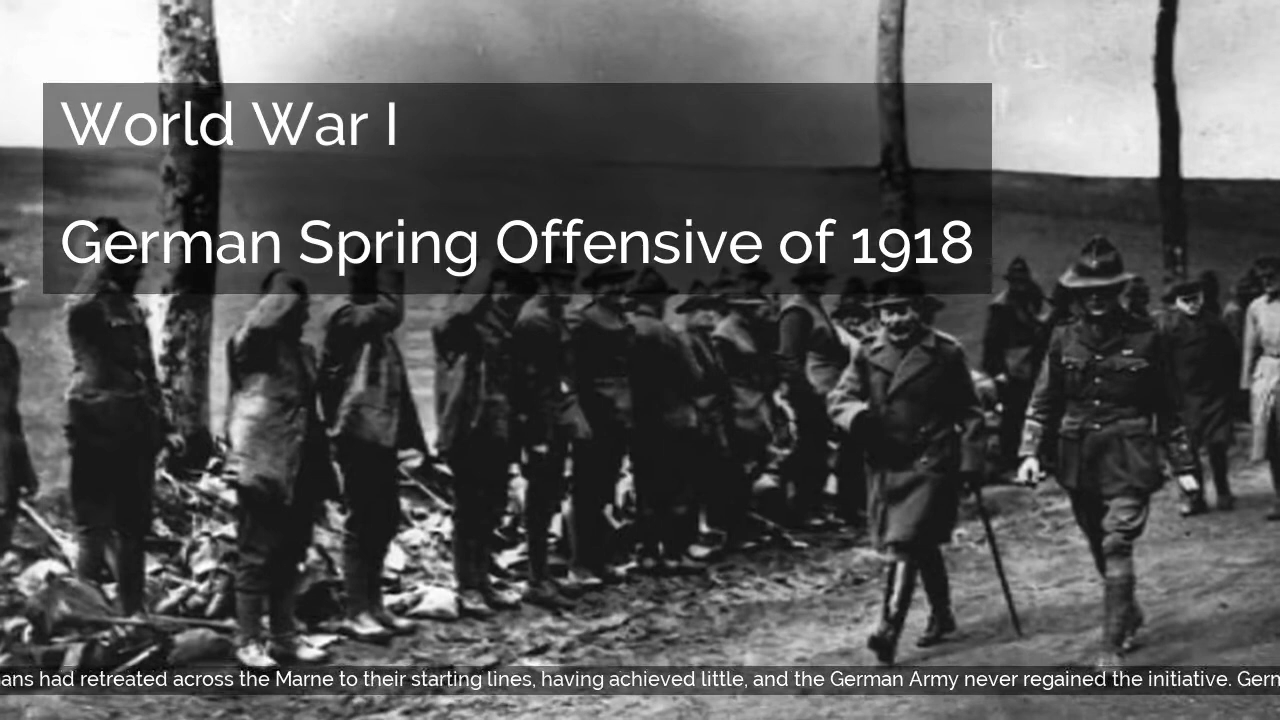 World War I
German Spring Offensive of 1918
had retreated across the Marne to their starting lines, having achieved little, and the German Army never regained the initiative.